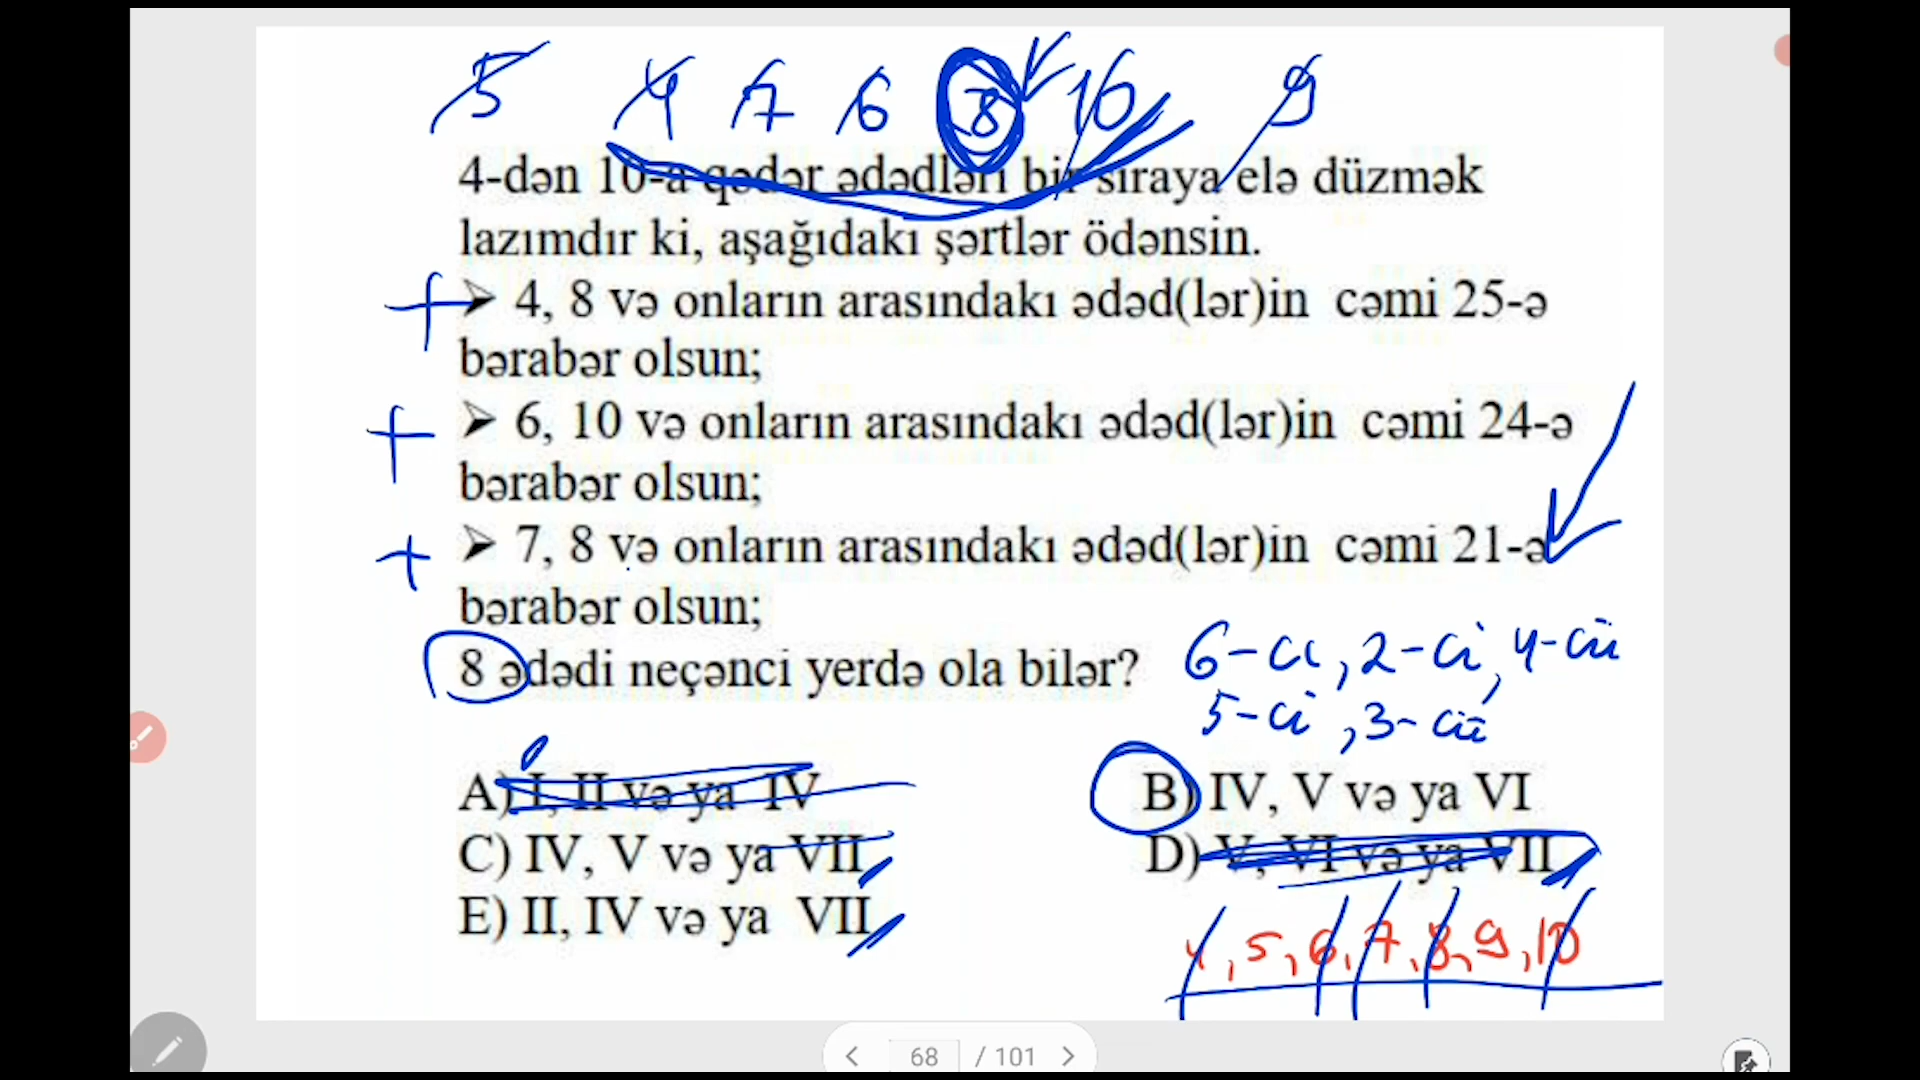 5 4 7 6 8 10 9
4-dən 10-a qədər ədədləri bir sıraya elə düzmək
lazımdır ki, aşağıdakı şərtlər ödənsin.
➢ 4, 8 və onların arasındakı ədəd(lər)in cəmi 25-ə
bərabər olsun;
➢ 6, 10 və onların arasındakı ədəd(lər)in cəmi 24-ə
bərabər olsun;
➢ 7, 8 və onların arasındakı ədəd(lər)in cəmi 21-ə
bərabər olsun;
8 ədədi neçənci yerdə ola bilər?
6-cı, 2-ci, 4-cü
5-ci, 3-cü
A) I, II və ya IV
B) IV, V və ya VI
C) IV, V və ya VII
D) V, VI və ya VII
E) II, IV və ya VII
4, 5, 6, 7, 8, 9, 10
68 / 101